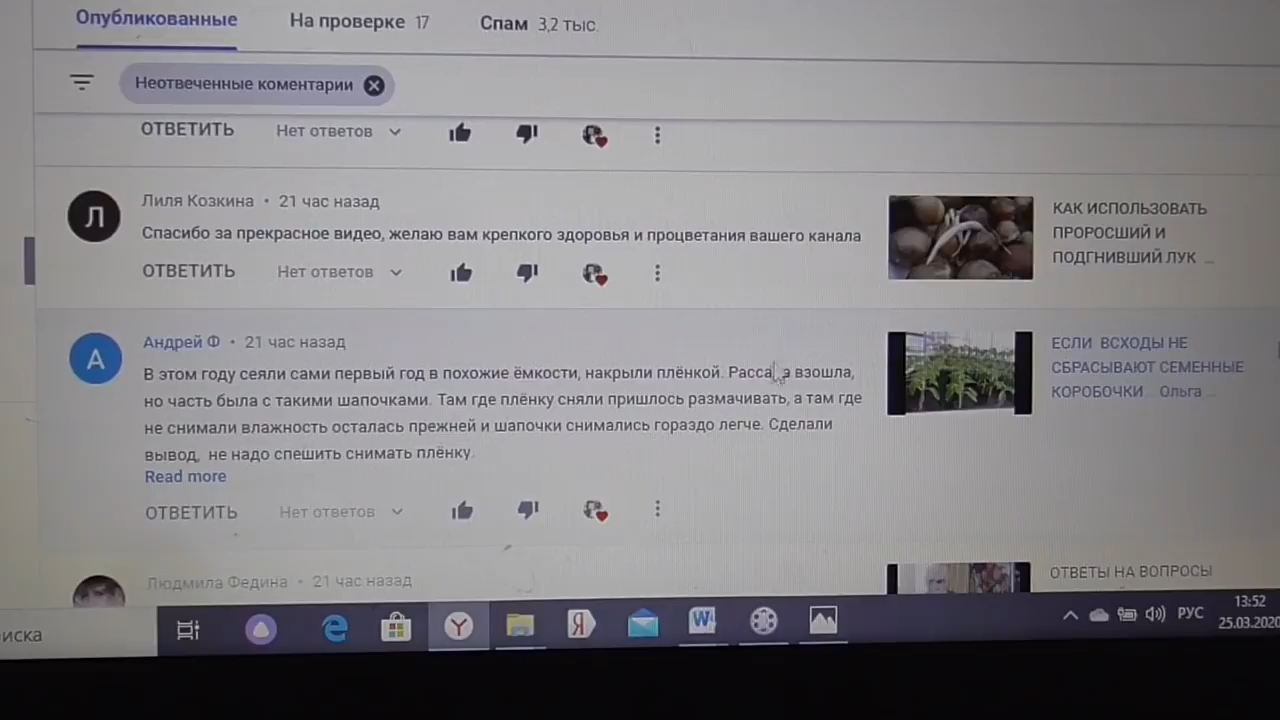 Опубликованные
На проверке 17
Спам 3,2 тыс.
Неотвеченные коментарии
ОТВЕТИТЬ Нет ответов
Л
Лиля Козкина • 21 час назад
Спасибо за прекрасное видео, желаю вам крепкого здоровья и процветания вашего канала
ОТВЕТИТЬ Нет ответов
КАК ИСПОЛЬЗОВАТЬ
ПРОРОСШИЙ И
ПОДГНИВШИЙ ЛУК ...
А
Андрей Ф • 21 час назад
В этом году сеяли сами первый год в похожие ёмкости, накрыли плёнкой. Расса а взошла,
но часть была с такими шапочками. Там где плёнку сняли пришлось размачивать, а там где
не снимали влажность осталась прежней и шапочки снимались гораздо легче. Сделали
вывод, не надо спешить снимать плёнку.
Read more
ОТВЕТИТЬ Нет ответов
ЕСЛИ ВСХОДЫ НЕ
СБРАСЫВАЮТ СЕМЕННЫЕ
КОРОБОЧКИ Ольга ...
Людмила Федина • 21 час назад
ОТВЕТЫ НА ВОПРОСЫ
иска
РУС
13:52
25.03.2020